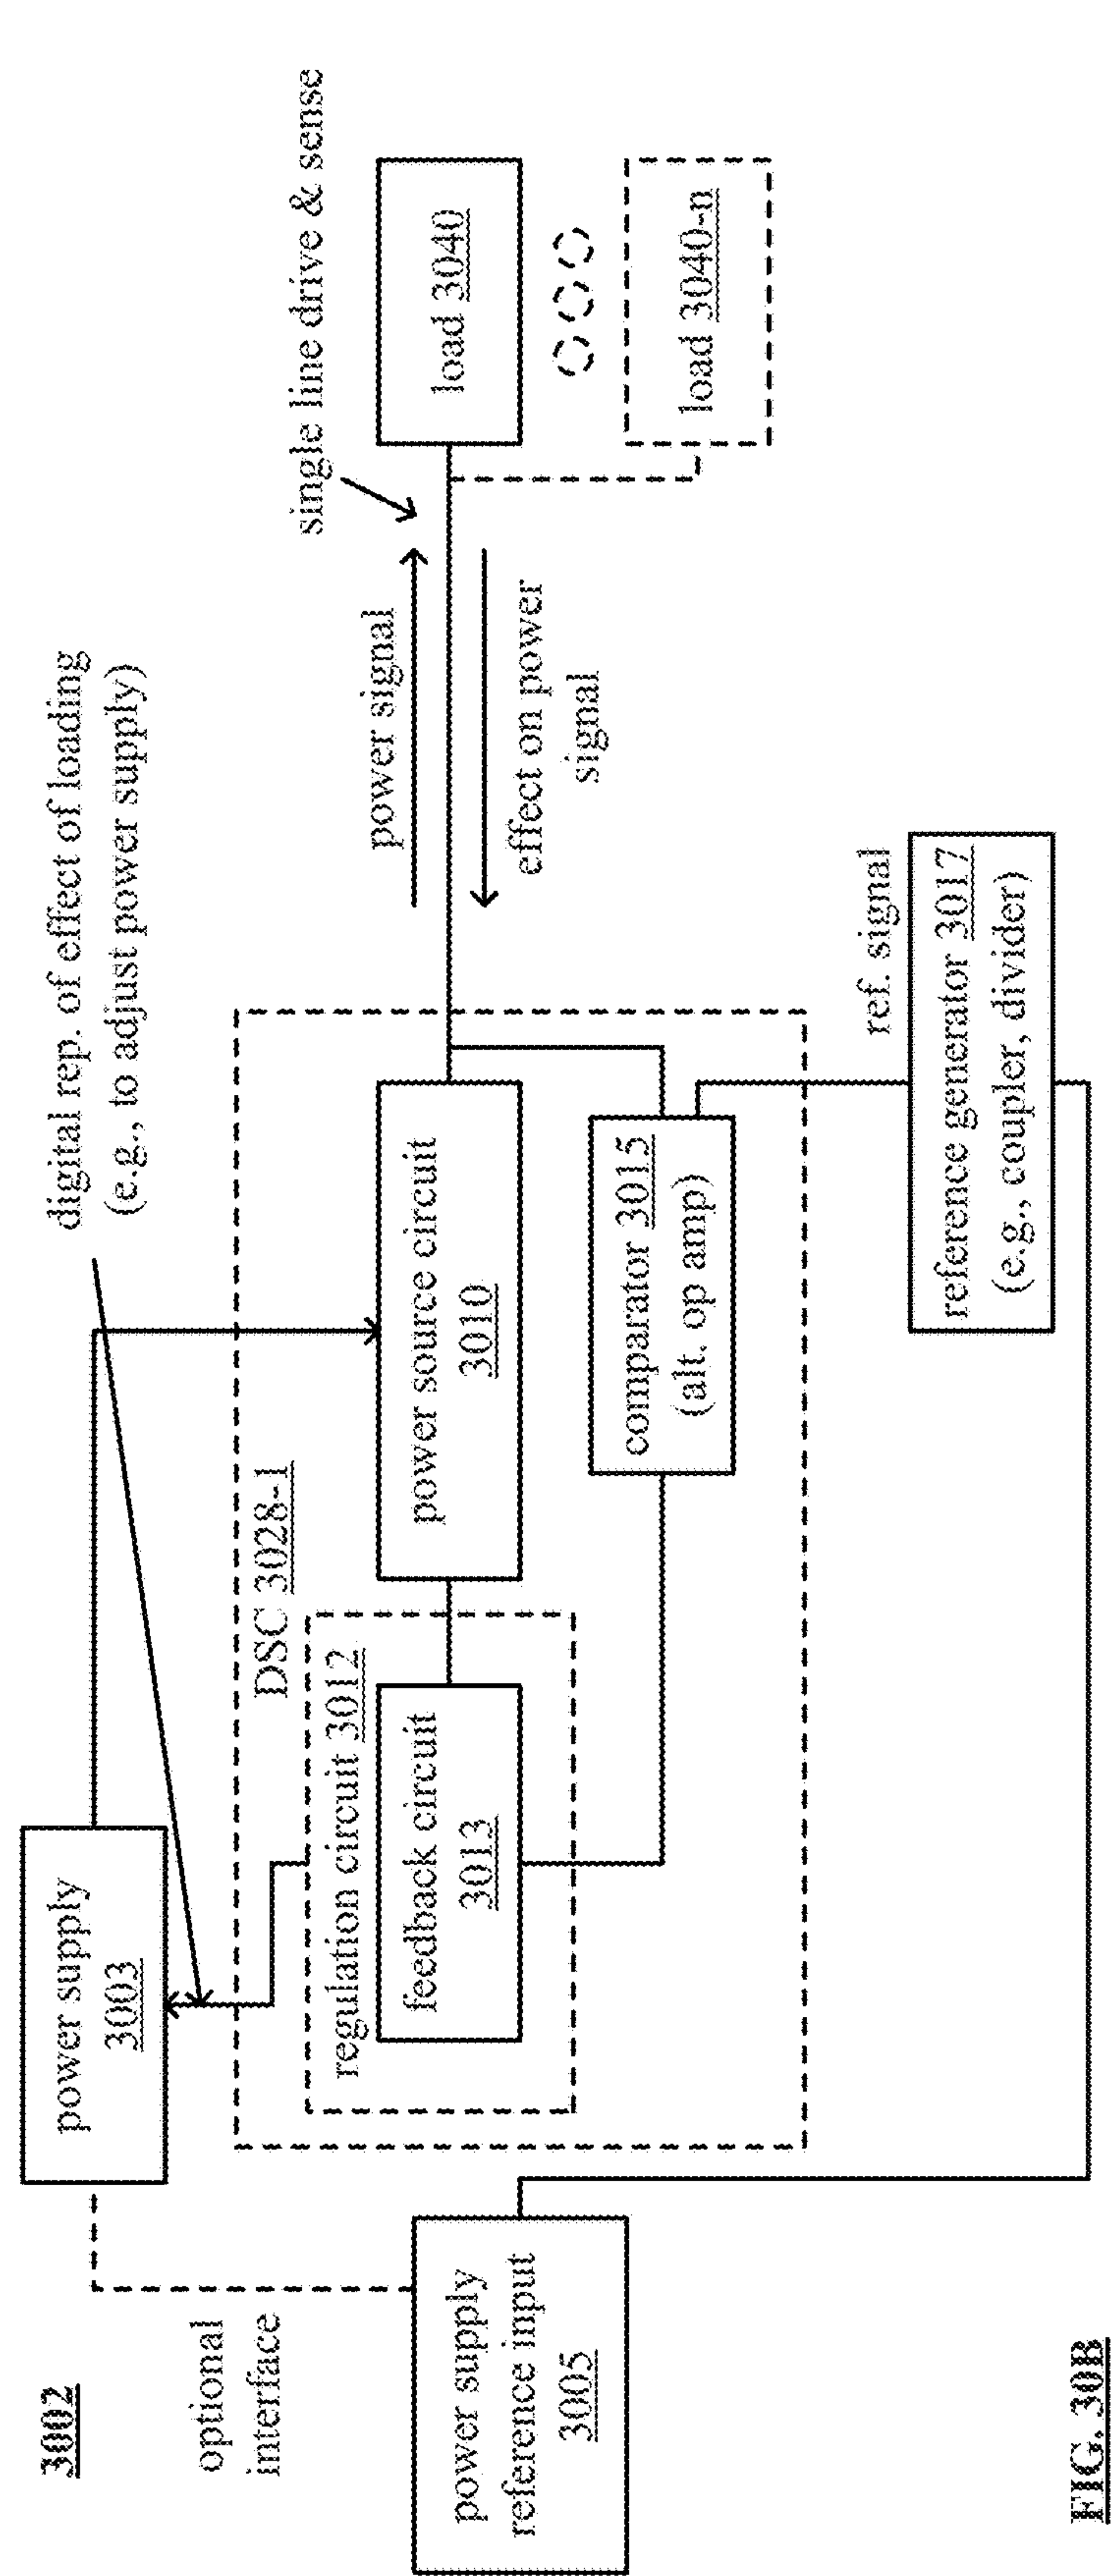 3002
optional
interface
power supply
reference input
3005
power supply
3003
digital rep. of effect of loading
(e.g., to adjust power supply)
DSC 3028-1
regulation circuit 3012
feedback circuit
3013
power source circuit
3010
comparator 3015
(alt. op amp)
power signal
effect on power
signal
single line drive & sense
load 3040
load 3040-n
ref. signal
reference generator 3017
(e.g., coupler, divider)
FIG. 30B